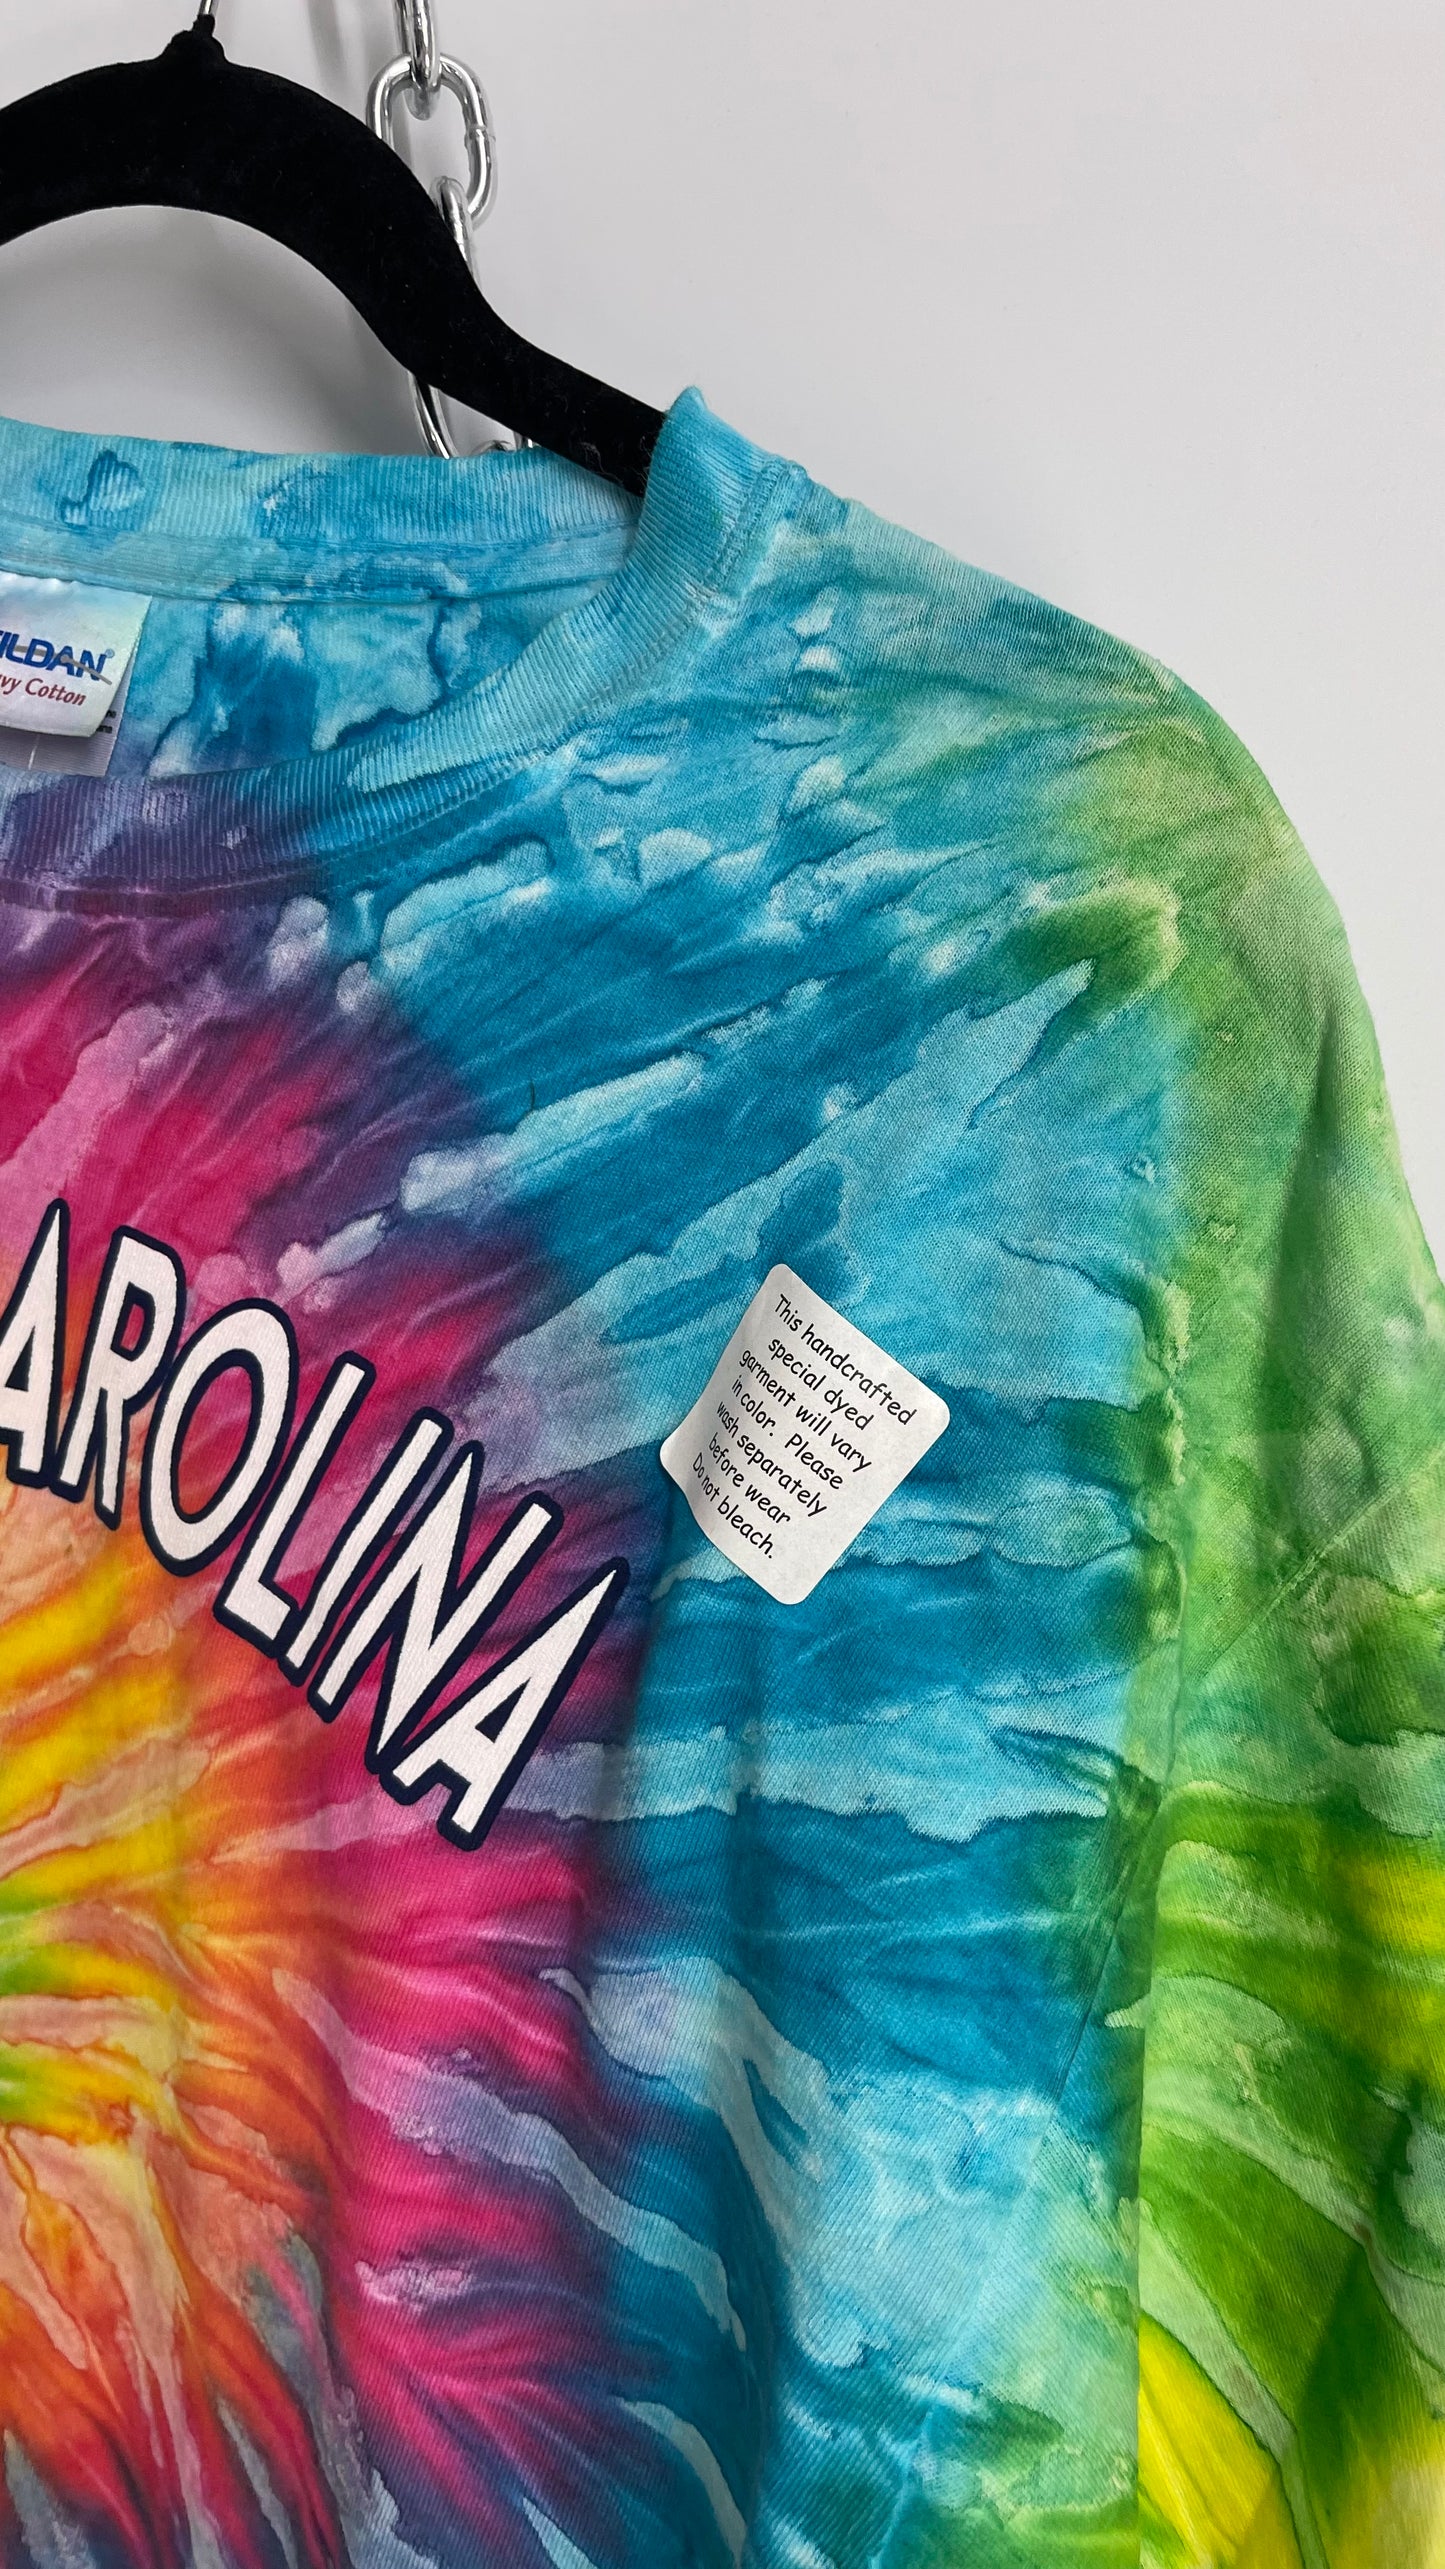 ILDAN®
vy Cotton
AROLINA
This handcrafted
special dyed
garment will vary
in color. Please
wash separately
before wear
Do not bleach.